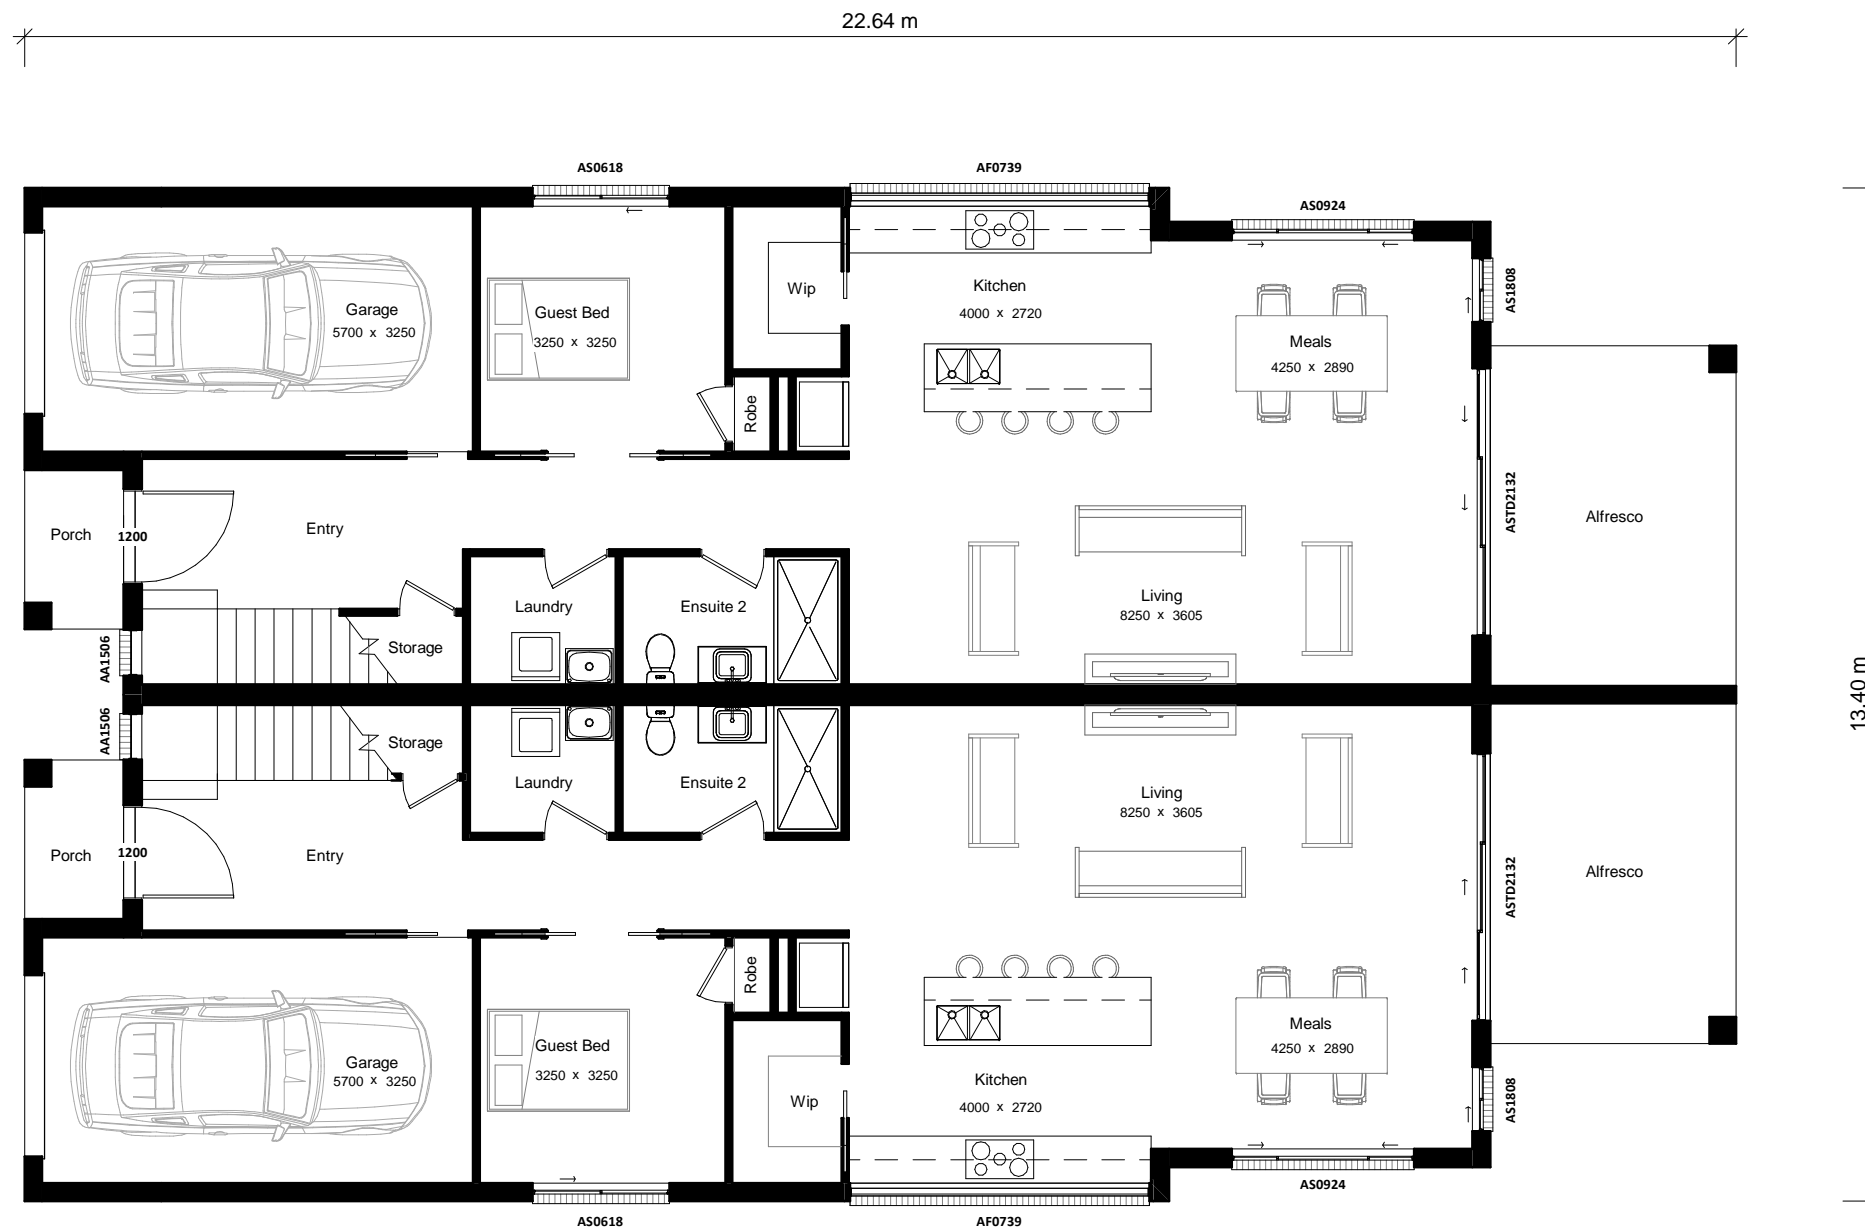 22.64 m
AS0618
AF0739
AS0924
AS1808
Garage
5700 x 3250
Guest Bed
3250 x 3250
Wip
Kitchen
4000 x 2720
Meals
4250 x 2890
Robe
Porch
1200
Entry
ASTD2132
Alfresco
Laundry
Ensuite 2
Living
8250 x 3605
Storage
AA1506
13.40 m
AA1506
Storage
Laundry
Ensuite 2
Living
8250 x 3605
Porch
1200
Entry
ASTD2132
Alfresco
Robe
Garage
5700 x 3250
Guest Bed
3250 x 3250
Wip
Kitchen
4000 x 2720
Meals
4250 x 2890
AS1808
AS0924
AS0618
AF0739